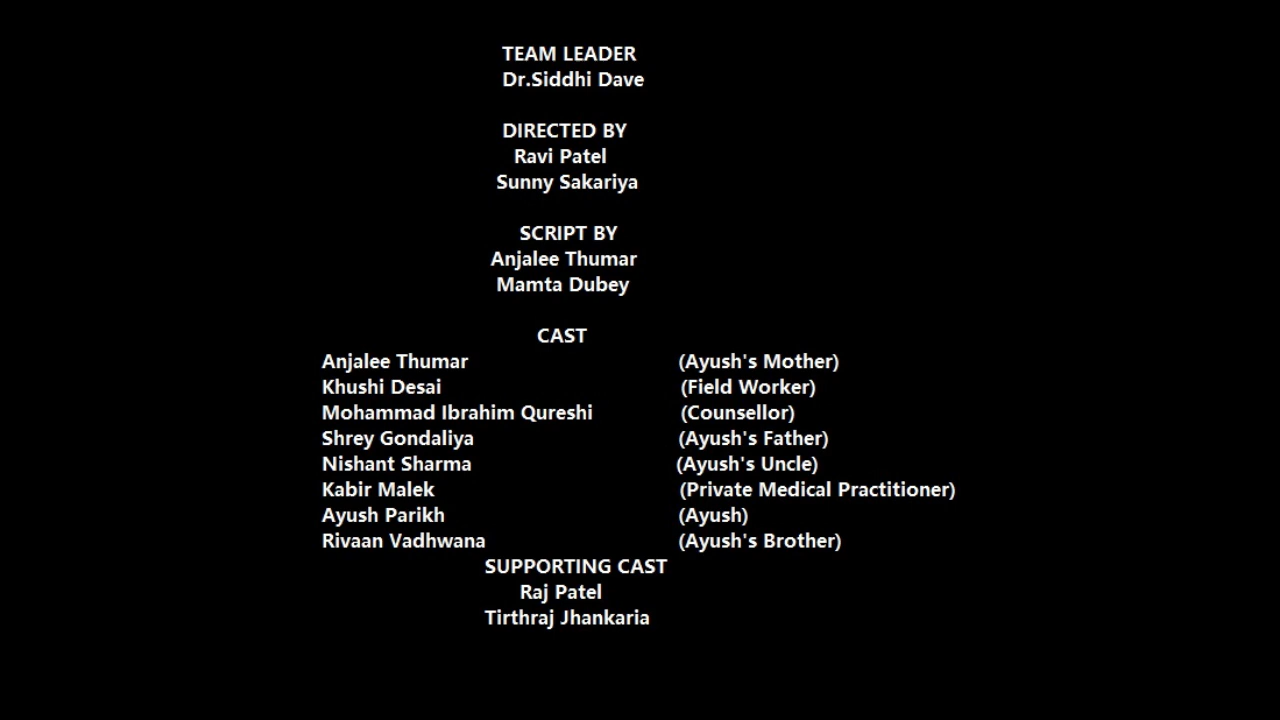 TEAM LEADER
Dr.Siddhi Dave
DIRECTED BY
Ravi Patel
Sunny Sakariya
SCRIPT BY
Anjalee Thumar
Mamta Dubey
CAST
Anjalee Thumar (Ayush's Mother)
Khushi Desai (Field Worker)
Mohammad Ibrahim Qureshi (Counsellor)
Shrey Gondaliya (Ayush's Father)
Nishant Sharma (Ayush's Uncle)
Kabir Malek (Private Medical Practitioner)
Ayush Parikh (Ayush)
Rivaan Vadhwana (Ayush's Brother)
SUPPORTING CAST
Raj Patel
Tirthraj Jhankaria